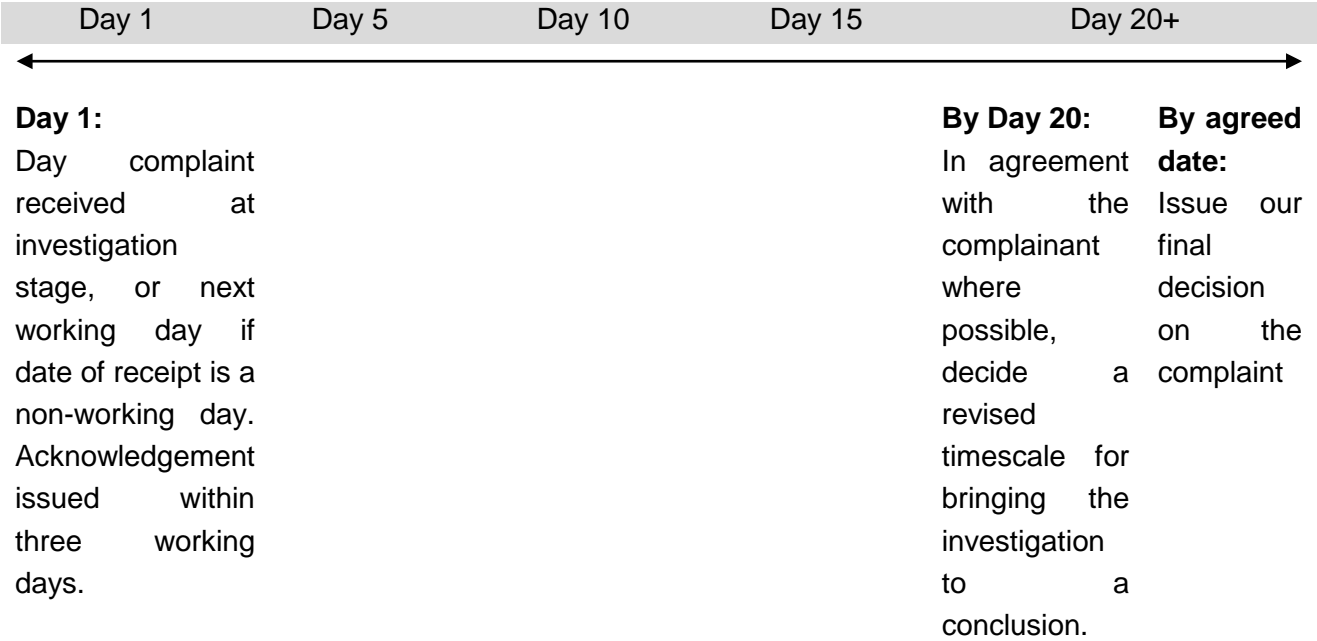 Day 1 Day 5 Day 10 Day 15 Day 20+
Day 1:
Day complaint
received at
investigation
stage, or next
working day if
date of receipt is a
non-working day.
Acknowledgement
issued within
three working
days.
By Day 20:
In agreement
with the
complainant
where
possible,
decide a
revised
timescale for
bringing the
investigation
to a
conclusion.
By agreed
date:
Issue our
final
decision
on the
complaint